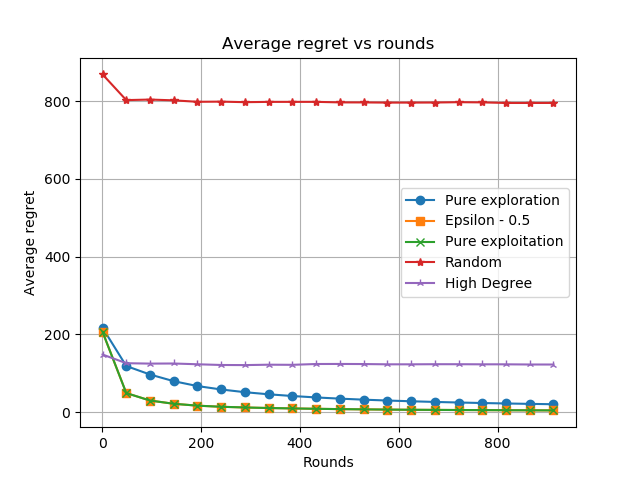 Average regret vs rounds
Average regret
800
600
400
200
0
Pure exploration
Epsilon - 0.5
Pure exploitation
Random
High Degree
0 200 400 600 800
Rounds